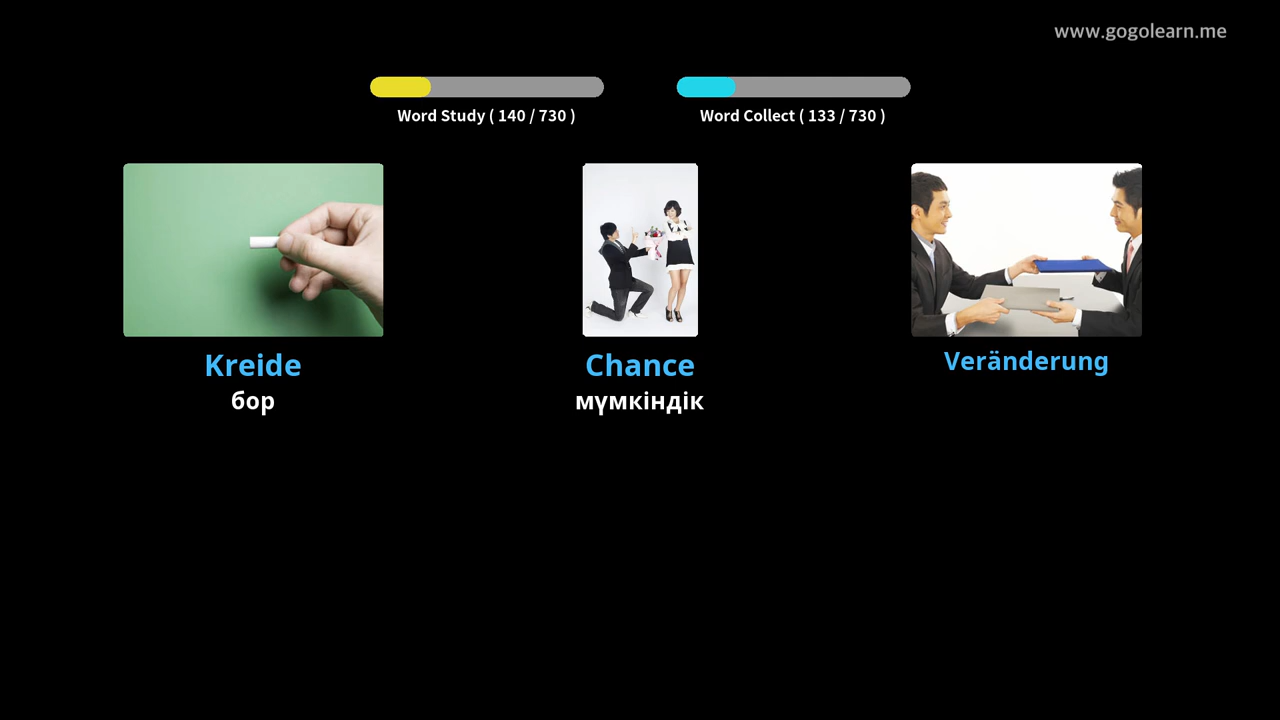 www.gogolearn.me
Word Study ( 140 / 730 )
Word Collect ( 133 / 730 )
Kreide
бор
Chance
мүмкіндік
Veränderung